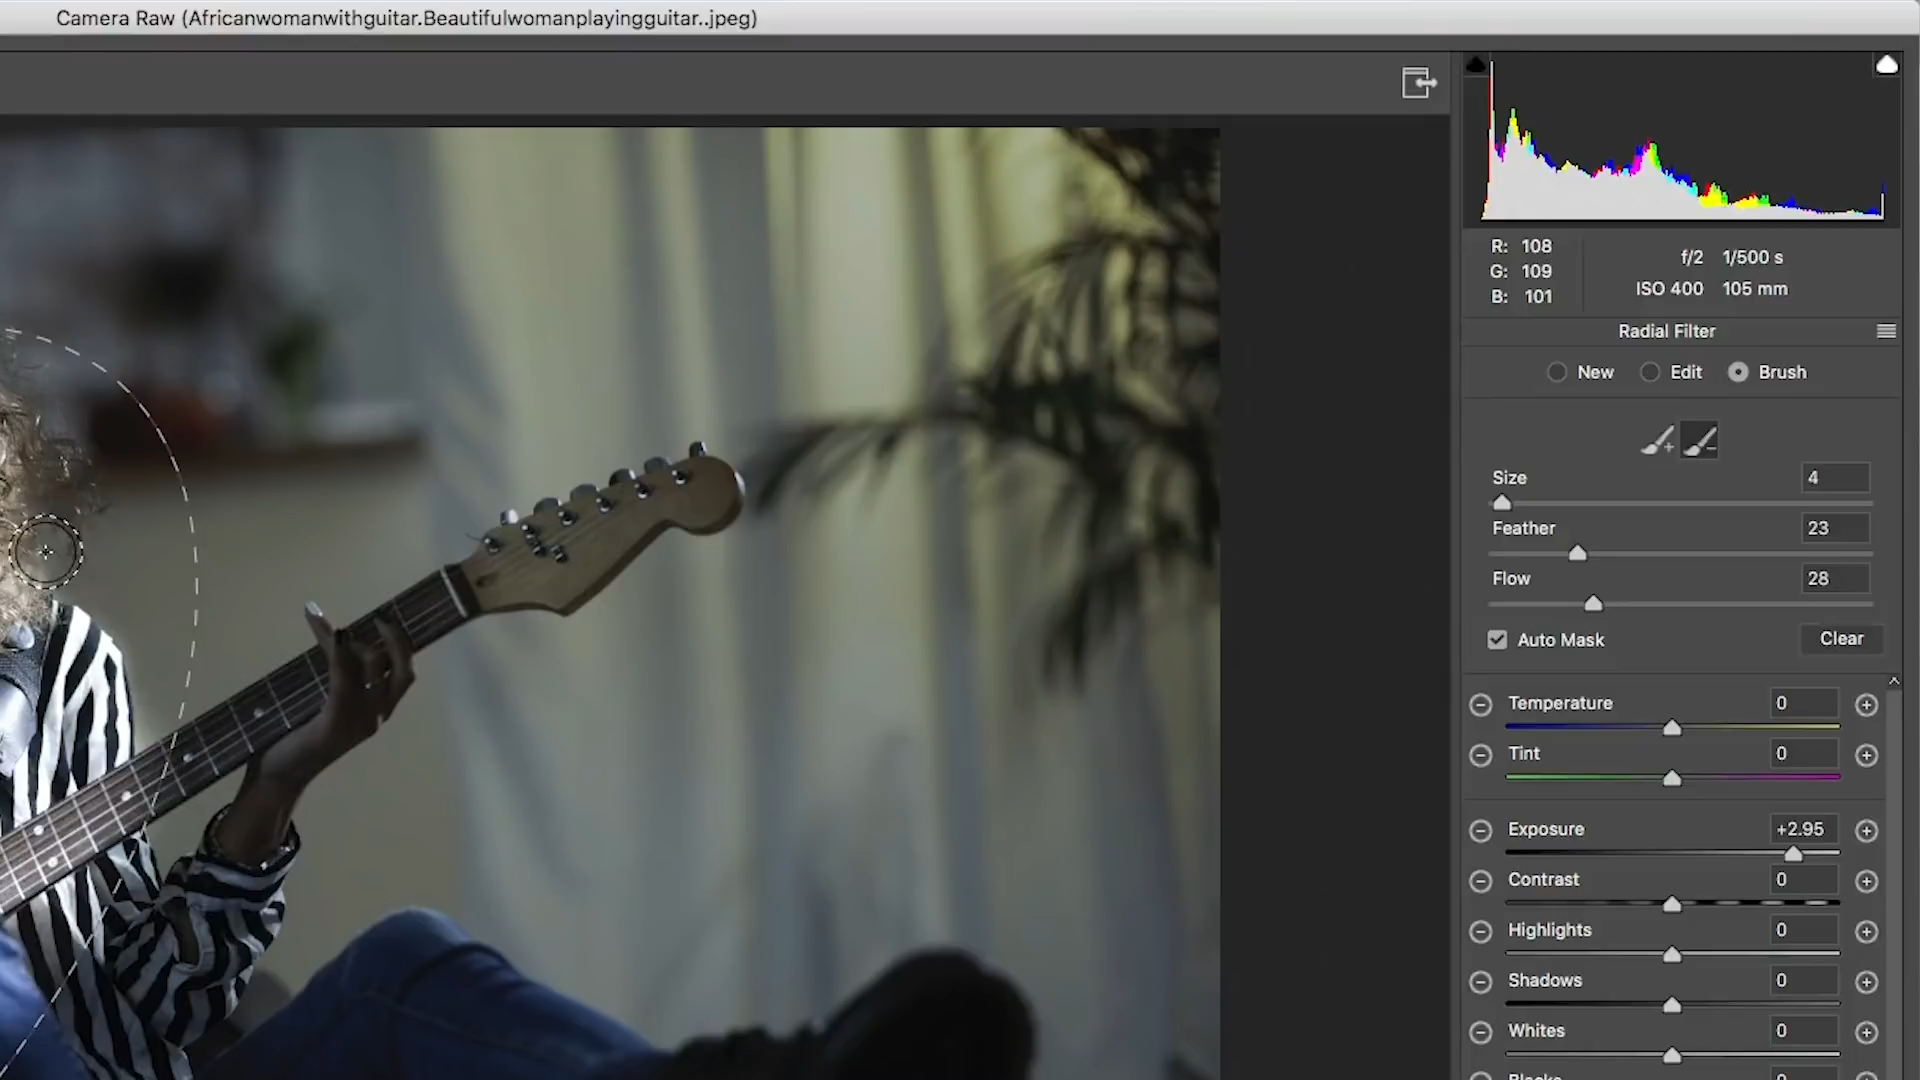 Camera Raw (Africanwomanwithguitar.Beautifulwomanplayingguitar..jpeg)
R: 108
G: 109
B: 101
f/2 1/500 s
ISO 400 105 mm
Radial Filter
New Edit Brush
Size 4
Feather 23
Flow 28
Auto Mask Clear
Temperature 0
Tint 0
Exposure +2.95
Contrast 0
Highlights 0
Shadows 0
Whites 0
Blacks 0